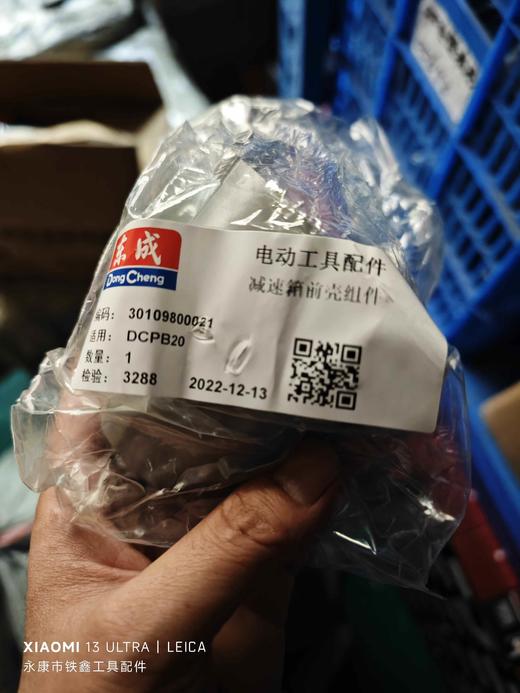 东成
Dong Cheng
电动工具配件
减速箱前壳组件
编码： 30109800021
适用： DCPB20
数量： 1
检验： 3288
2022-12-13
XIAOMI 13 ULTRA | LEICA
永康市铁鑫工具配件